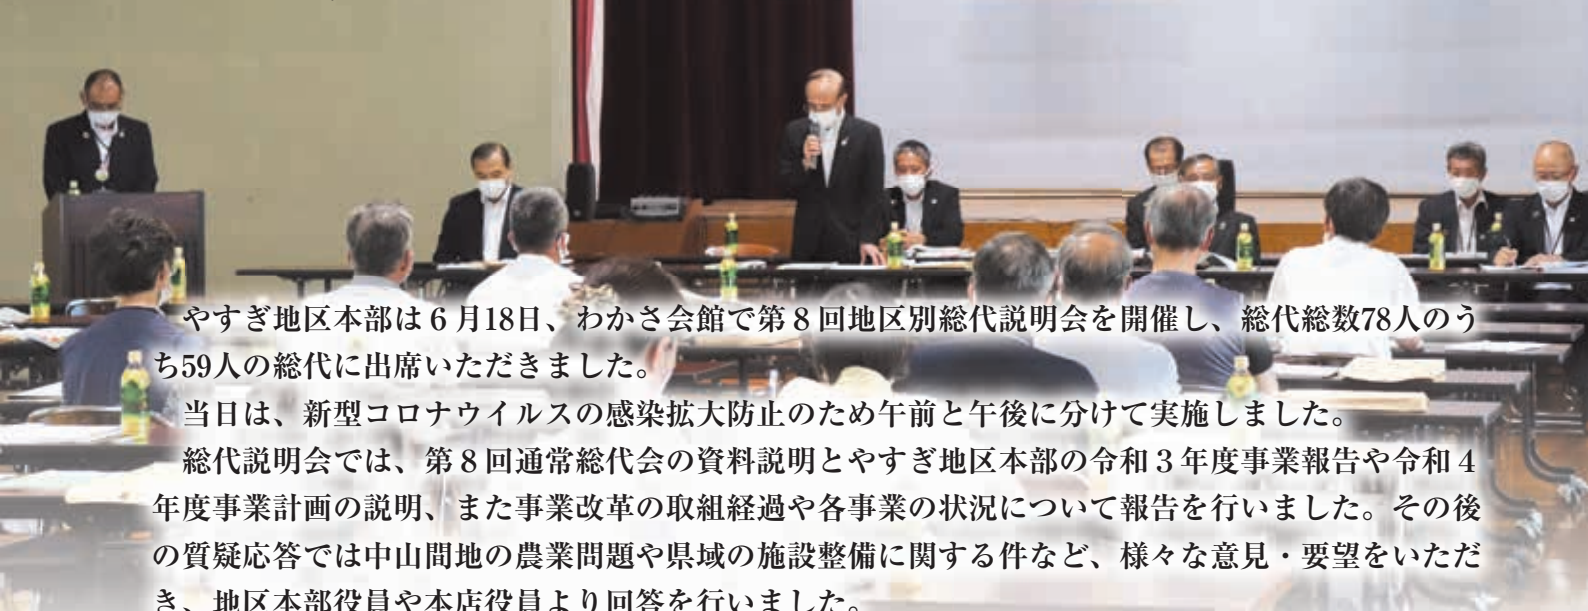 やすぎ地区本部は６月18日、わかさ会館で第８回地区別総代説明会を開催し、総代総数78人のう
ち59人の総代に出席いただきました。
当日は、新型コロナウイルスの感染拡大防止のため午前と午後に分けて実施しました。
総代説明会では、第８回通常総代会の資料説明とやすぎ地区本部の令和３年度事業報告や令和４
年度事業計画の説明、また事業改革の取組経過や各事業の状況について報告を行いました。その後
の質疑応答では中山間地の農業問題や県域の施設整備に関する件など、様々な意見・要望をいただ
き、地区本部役員や本店役員より回答を行いました。